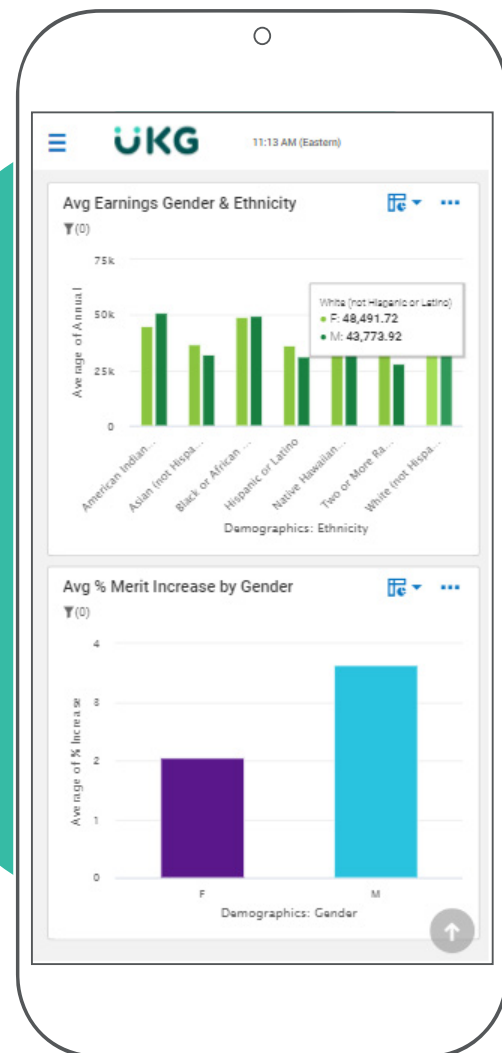 UKG
11:13 AM (Eastern)
Avg Earnings Gender & Ethnicity
(0)
75k
50k
25k
0
Average of Annual
White (not Hispanic or Latino)
F: 48,491.72
M: 43,773.92
American Indian...
Asian (not Hispa...
Black or African ...
Hispanic or Latino
Native Hawaiian...
Two or More Ra...
White (not Hispa...
Demographics: Ethnicity
Avg % Merit Increase by Gender
(0)
4
3
2
1
0
Average of % Increase
F
M
Demographics: Gender